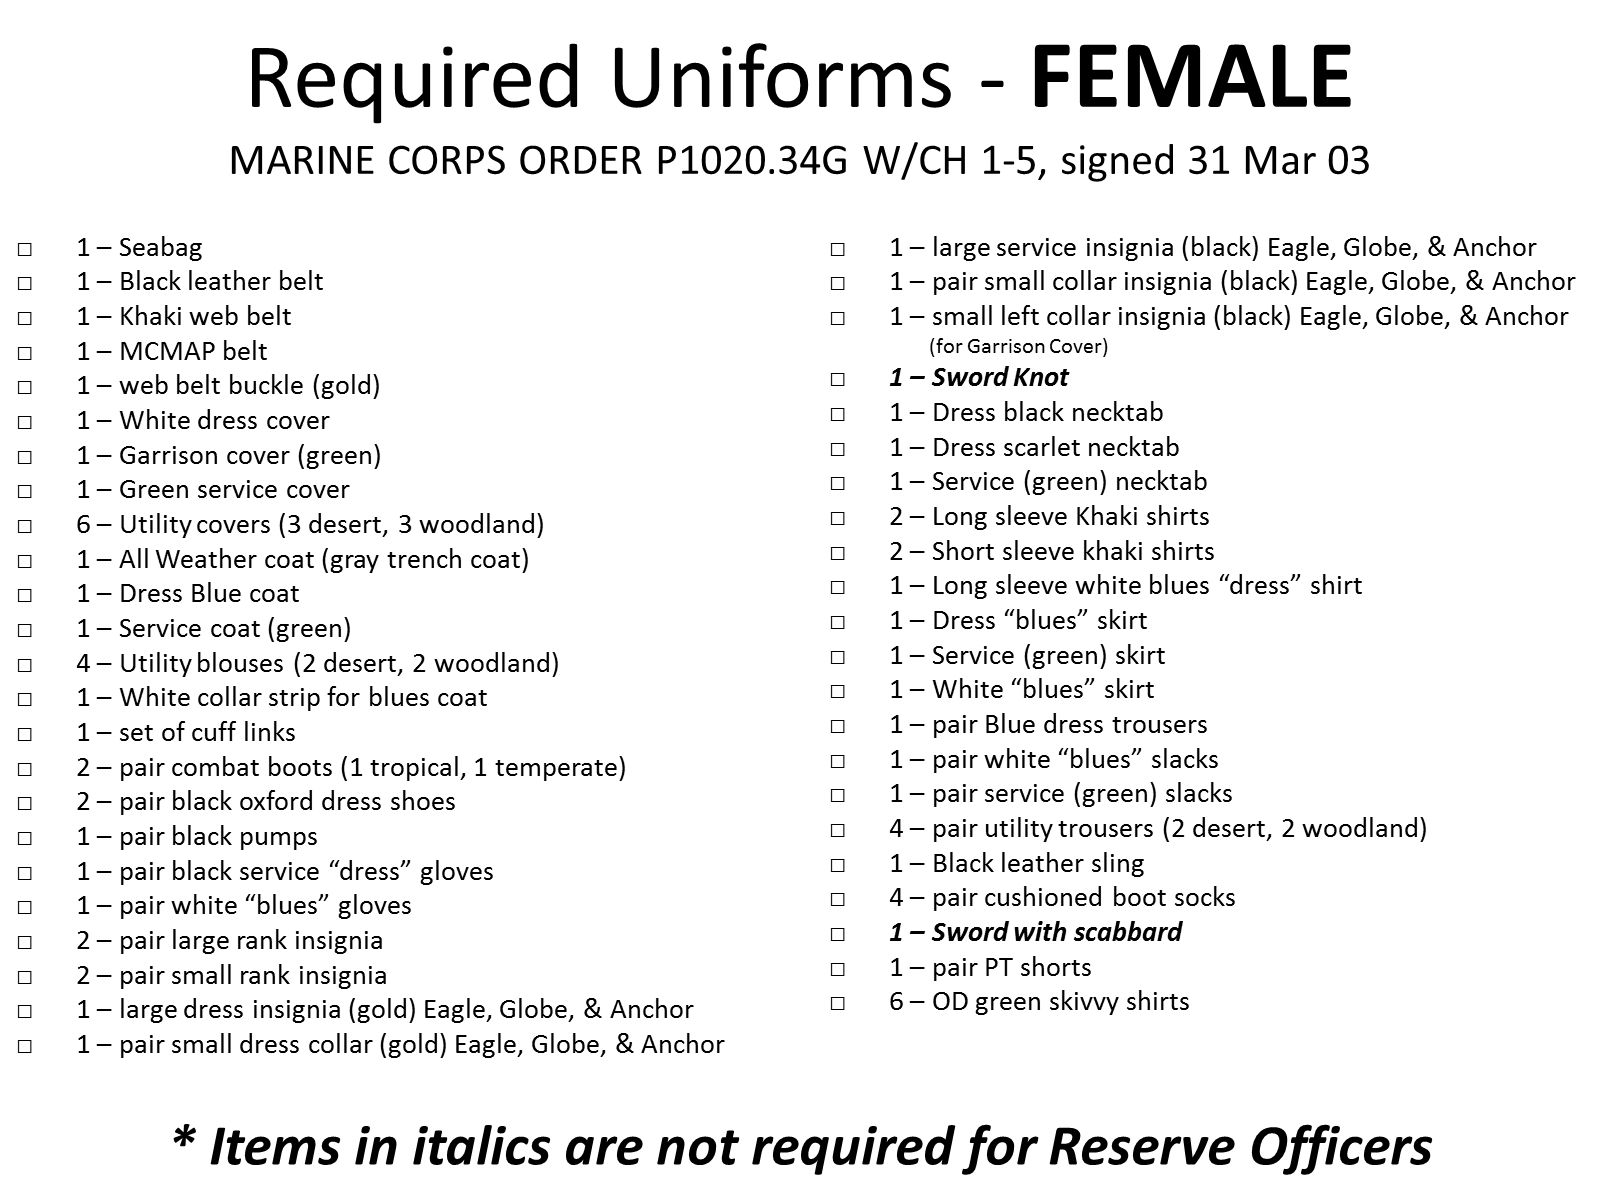 Required Uniforms - FEMALE
MARINE CORPS ORDER P1020.34G W/CH 1-5, signed 31 Mar 03
□ 1 – Seabag
□ 1 – Black leather belt
□ 1 – Khaki web belt
□ 1 – MCMAP belt
□ 1 – web belt buckle (gold)
□ 1 – White dress cover
□ 1 – Garrison cover (green)
□ 1 – Green service cover
□ 6 – Utility covers (3 desert, 3 woodland)
□ 1 – All Weather coat (gray trench coat)
□ 1 – Dress Blue coat
□ 1 – Service coat (green)
□ 4 – Utility blouses (2 desert, 2 woodland)
□ 1 – White collar strip for blues coat
□ 1 – set of cuff links
□ 2 – pair combat boots (1 tropical, 1 temperate)
□ 2 – pair black oxford dress shoes
□ 1 – pair black pumps
□ 1 – pair black service “dress” gloves
□ 1 – pair white “blues” gloves
□ 2 – pair large rank insignia
□ 2 – pair small rank insignia
□ 1 – large dress insignia (gold) Eagle, Globe, & Anchor
□ 1 – pair small dress collar (gold) Eagle, Globe, & Anchor
□ 1 – large service insignia (black) Eagle, Globe, & Anchor
□ 1 – pair small collar insignia (black) Eagle, Globe, & Anchor
□ 1 – small left collar insignia (black) Eagle, Globe, & Anchor
(for Garrison Cover)
□ 1 – Sword Knot
□ 1 – Dress black necktab
□ 1 – Dress scarlet necktab
□ 1 – Service (green) necktab
□ 2 – Long sleeve Khaki shirts
□ 2 – Short sleeve khaki shirts
□ 1 – Long sleeve white blues “dress” shirt
□ 1 – Dress “blues” skirt
□ 1 – Service (green) skirt
□ 1 – White “blues” skirt
□ 1 – pair Blue dress trousers
□ 1 – pair white “blues” slacks
□ 1 – pair service (green) slacks
□ 4 – pair utility trousers (2 desert, 2 woodland)
□ 1 – Black leather sling
□ 4 – pair cushioned boot socks
□ 1 – Sword with scabbard
□ 1 – pair PT shorts
□ 6 – OD green skivvy shirts
* Items in italics are not required for Reserve Officers